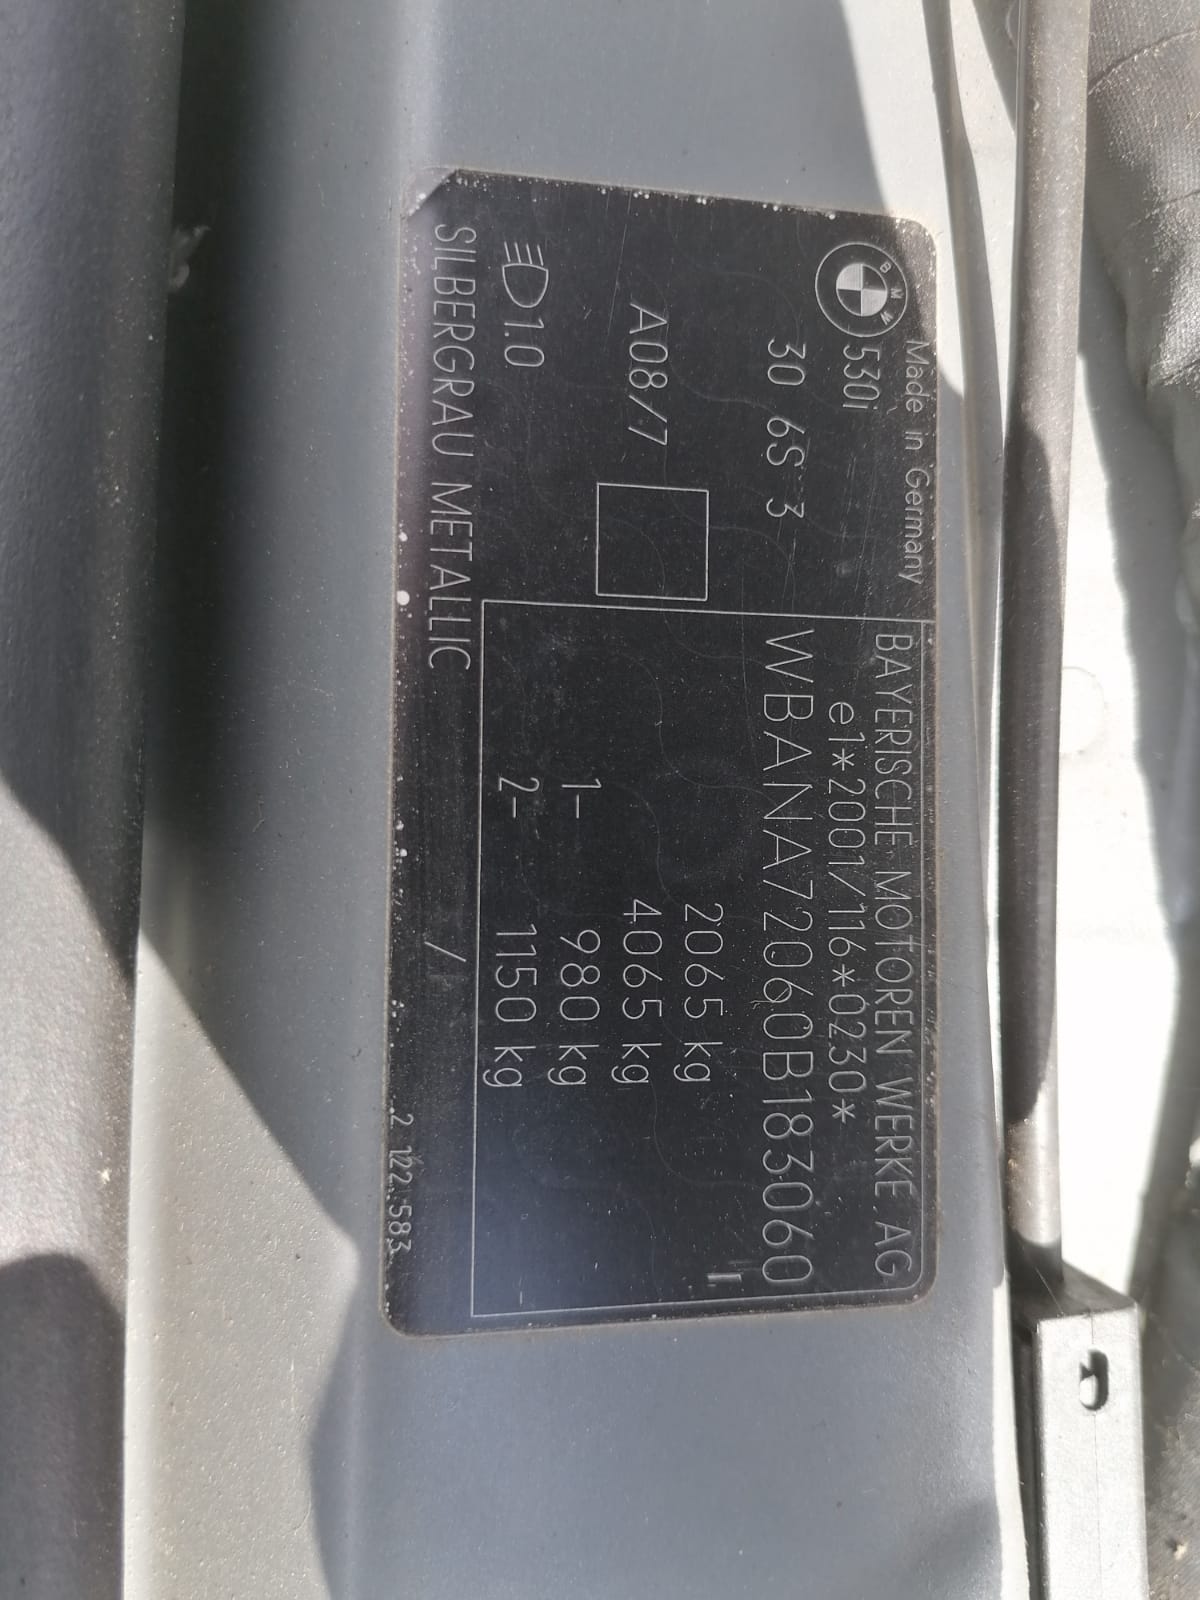 BMW
Made in Germany
530i
30 6S 3
A08/7
1.0
SILBERGRAU METALLIC /
BAYERISCHE MOTOREN WERKE AG
e1*2001/116*0230*
WBANA72060B183060
2065 kg
4065 kg
1- 980 kg
2- 1150 kg
2 122 583